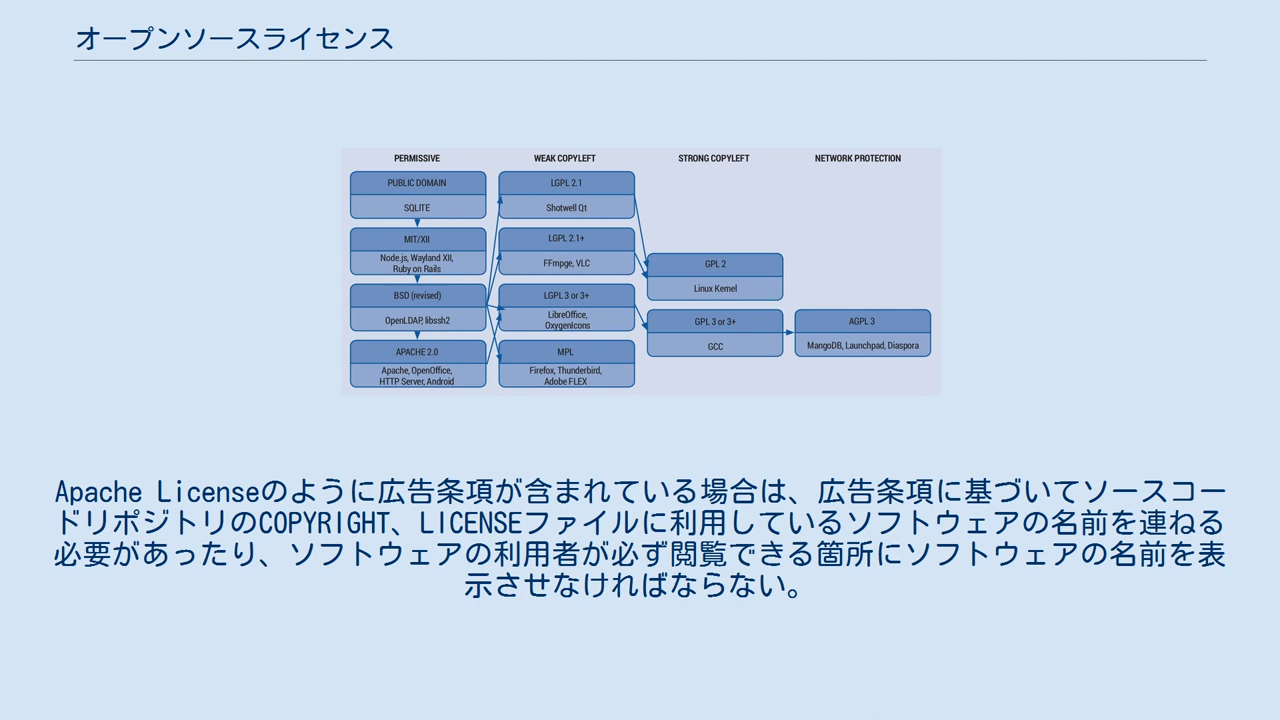 オープンソースライセンス
PERMISSIVE
WEAK COPYLEFT
STRONG COPYLEFT
NETWORK PROTECTION
PUBLIC DOMAIN
SQLITE
MIT/XII
Node.js, Wayland XII,
Ruby on Rails
BSD (revised)
OpenLDAP, libssh2
APACHE 2.0
Apache, OpenOffice,
HTTP Server, Android
LGPL 2.1
Shotwell Qt
LGPL 2.1+
FFmpge, VLC
LGPL 3 or 3+
LibreOffice,
OxygenIcons
MPL
Firefox, Thunderbird,
Adobe FLEX
GPL 2
Linux Kernel
GPL 3 or 3+
GCC
AGPL 3
MangoDB, Launchpad, Diaspora
Apache Licenseのように広告条項が含まれている場合は、広告条項に基づいてソースコー
ドリポジトリのCOPYRIGHT、LICENSEファイルに利用しているソフトウェアの名前を連ねる
必要があったり、ソフトウェアの利用者が必ず閲覧できる箇所にソフトウェアの名前を表
示させなければならない。